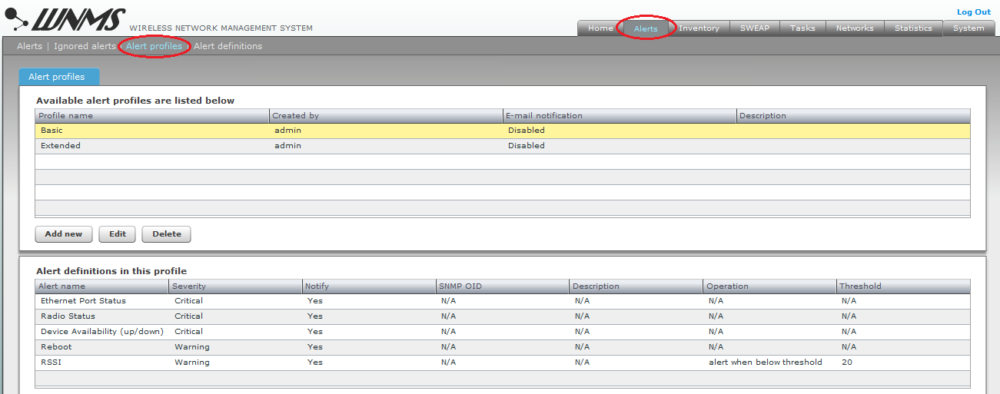 WNMS WIRELESS NETWORK MANAGEMENT SYSTEM
Log Out
Home Alerts Inventory SWEAP Tasks Networks Statistics System
Alerts | Ignored alerts | Alert profiles | Alert definitions
Alert profiles
Available alert profiles are listed below
Profile name Created by E-mail notification Description
Basic admin Disabled
Extended admin Disabled
Add new Edit Delete
Alert definitions in this profile
Alert name Severity Notify SNMP OID Description Operation Threshold
Ethernet Port Status Critical Yes N/A N/A N/A N/A
Radio Status Critical Yes N/A N/A N/A N/A
Device Availability (up/down) Critical Yes N/A N/A N/A N/A
Reboot Warning Yes N/A N/A N/A N/A
RSSI Warning Yes N/A N/A alert when below threshold 20